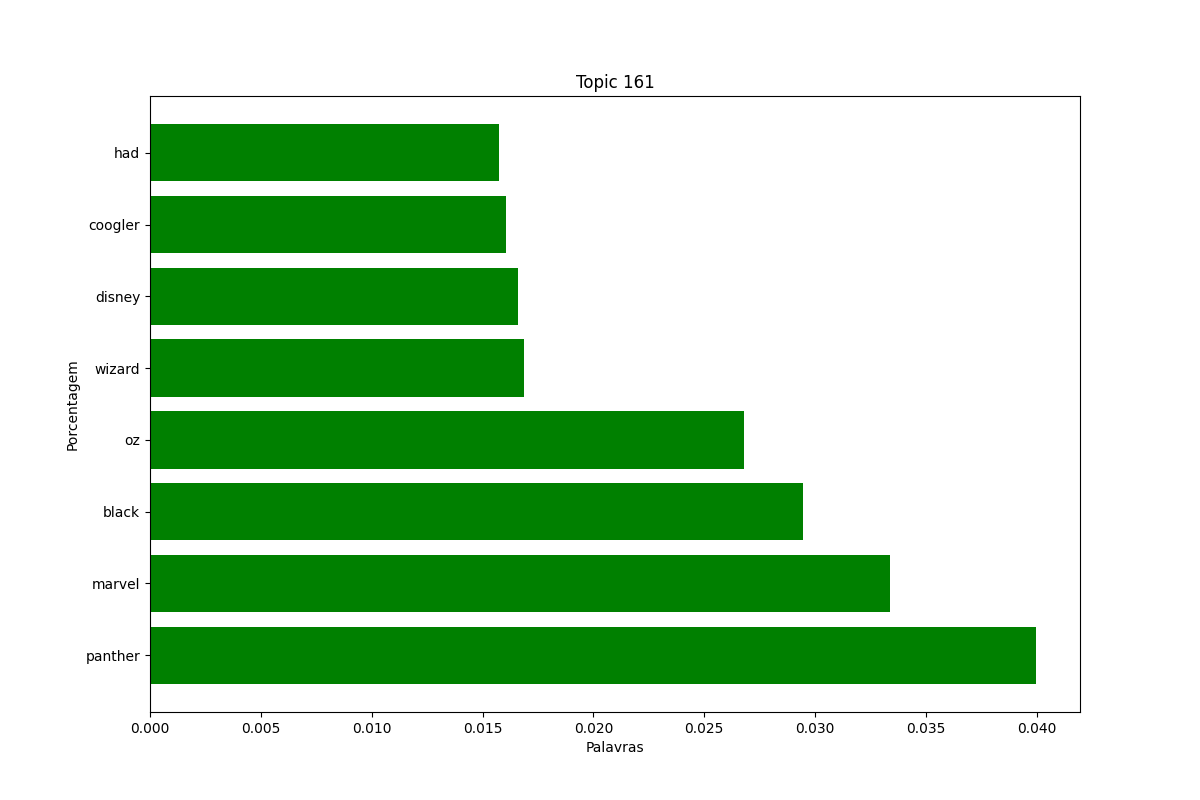 Topic 161
had
coogler
disney
wizard
oz
black
marvel
panther
Porcentagem
0.000 0.005 0.010 0.015 0.020 0.025 0.030 0.035 0.040
Palavras